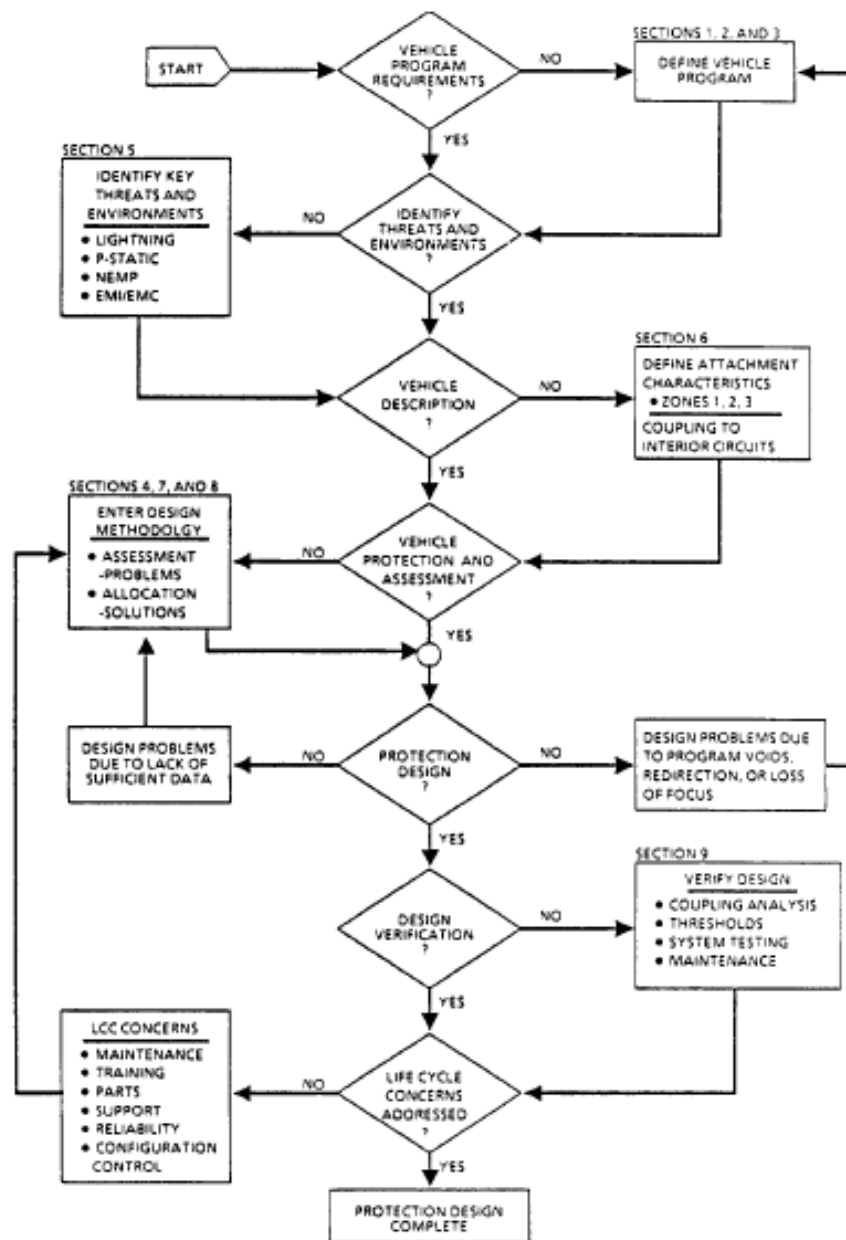 START
VEHICLE
PROGRAM
REQUIREMENTS
?
NO
SECTIONS 1, 2, AND 3
DEFINE VEHICLE
PROGRAM
YES
SECTION 5
IDENTIFY KEY
THREATS AND
ENVIRONMENTS
● LIGHTNING
● P-STATIC
● NEMP
● EMI/EMC
NO
IDENTIFY
THREATS AND
ENVIRONMENTS
?
YES
VEHICLE
DESCRIPTION
?
NO
SECTION 6
DEFINE ATTACHMENT
CHARACTERISTICS
● ZONES 1, 2, 3
COUPLING TO
INTERIOR CIRCUITS
YES
SECTIONS 4, 7, AND 8
ENTER DESIGN
METHODOLGY
● ASSESSMENT
-PROBLEMS
● ALLOCATION
-SOLUTIONS
NO
VEHICLE
PROTECTION AND
ASSESSMENT
?
YES
DESIGN PROBLEMS
DUE TO LACK OF
SUFFICIENT DATA
NO
PROTECTION
DESIGN
?
NO
DESIGN PROBLEMS DUE
TO PROGRAM VOIDS,
REDIRECTION, OR LOSS
OF FOCUS
YES
DESIGN
VERIFICATION
?
NO
SECTION 9
VERIFY DESIGN
● COUPLING ANALYSIS
● THRESHOLDS
● SYSTEM TESTING
● MAINTENANCE
YES
LCC CONCERNS
● MAINTENANCE
● TRAINING
● PARTS
● SUPPORT
● RELIABILITY
● CONFIGURATION
CONTROL
NO
LIFE CYCLE
CONCERNS
ADDRESSED
?
YES
PROTECTION DESIGN
COMPLETE